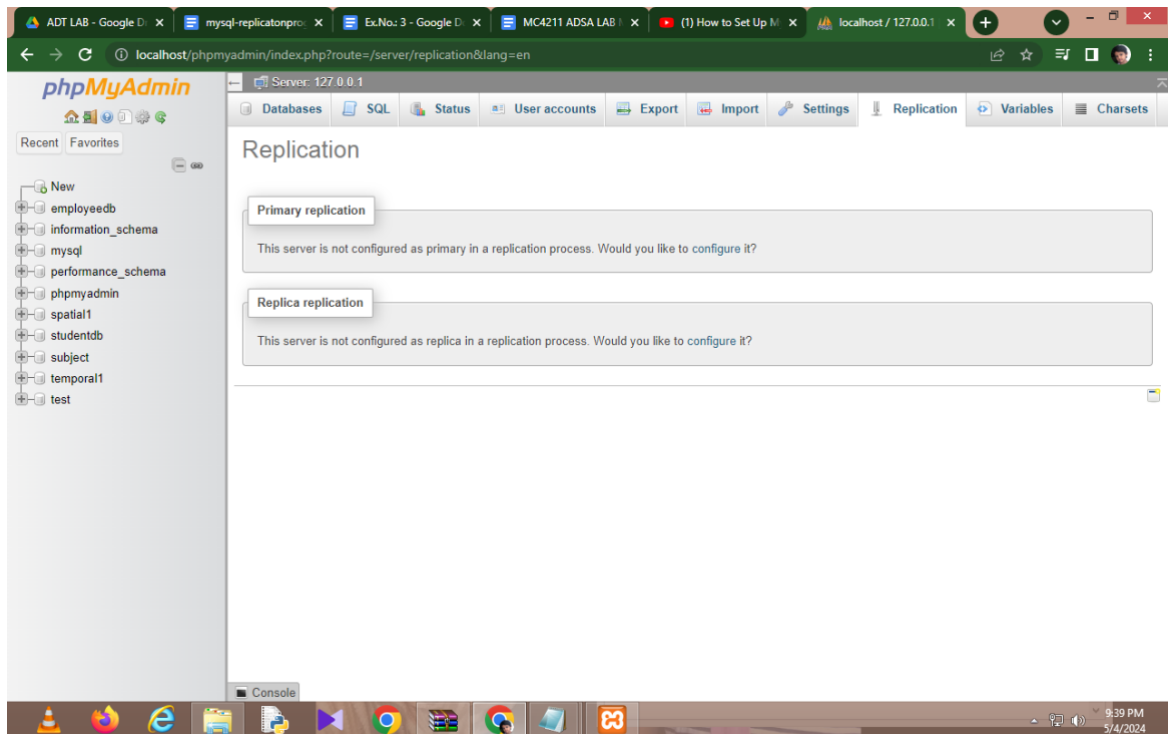 ADT LAB - Google D
mysql-replicatonpro
Ex.No.: 3 - Google D
MC4211 ADSA LAB
(1) How to Set Up M
localhost / 127.0.0.1
localhost/phpmyadmin/index.php?route=/server/replication&lang=en
phpMyAdmin
Recent Favorites
New
employeedb
information_schema
mysql
performance_schema
phpmyadmin
spatial1
studentdb
subject
temporal1
test
Server: 127.0.0.1
Databases SQL Status User accounts Export Import Settings Replication Variables Charsets
Replication
Primary replication
This server is not configured as primary in a replication process. Would you like to configure it?
Replica replication
This server is not configured as replica in a replication process. Would you like to configure it?
Console
9:39 PM
5/4/2024